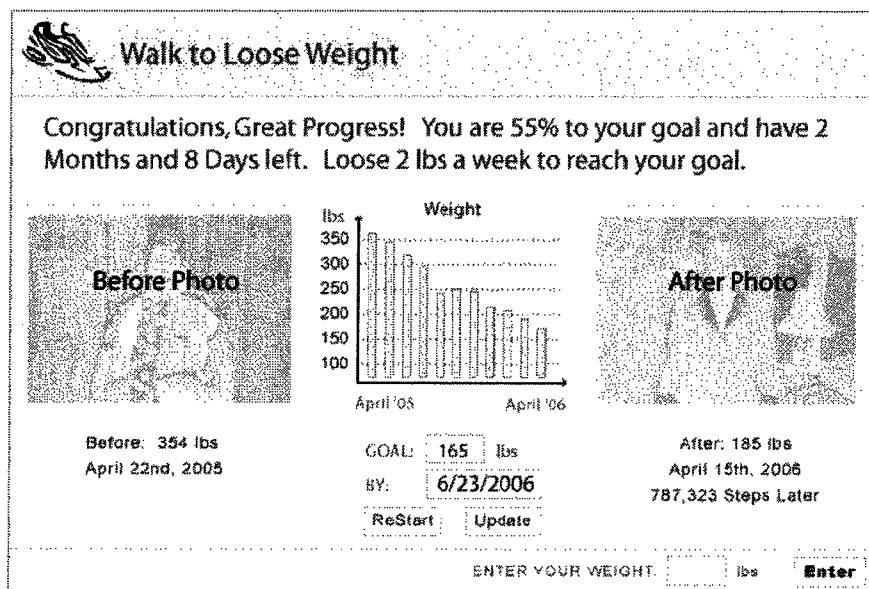 Walk to Loose Weight
Congratulations, Great Progress! You are 55% to your goal and have 2
Months and 8 Days left. Loose 2 lbs a week to reach your goal.
Before Photo
lbs
Weight
350
300
250
200
150
100
April '05
April '06
After Photo
Before: 354 lbs
April 22nd, 2005
GOAL: 165 lbs
BY: 6/23/2006
ReStart Update
After: 185 lbs
April 15th, 2006
787,323 Steps Later
ENTER YOUR WEIGHT: lbs Enter